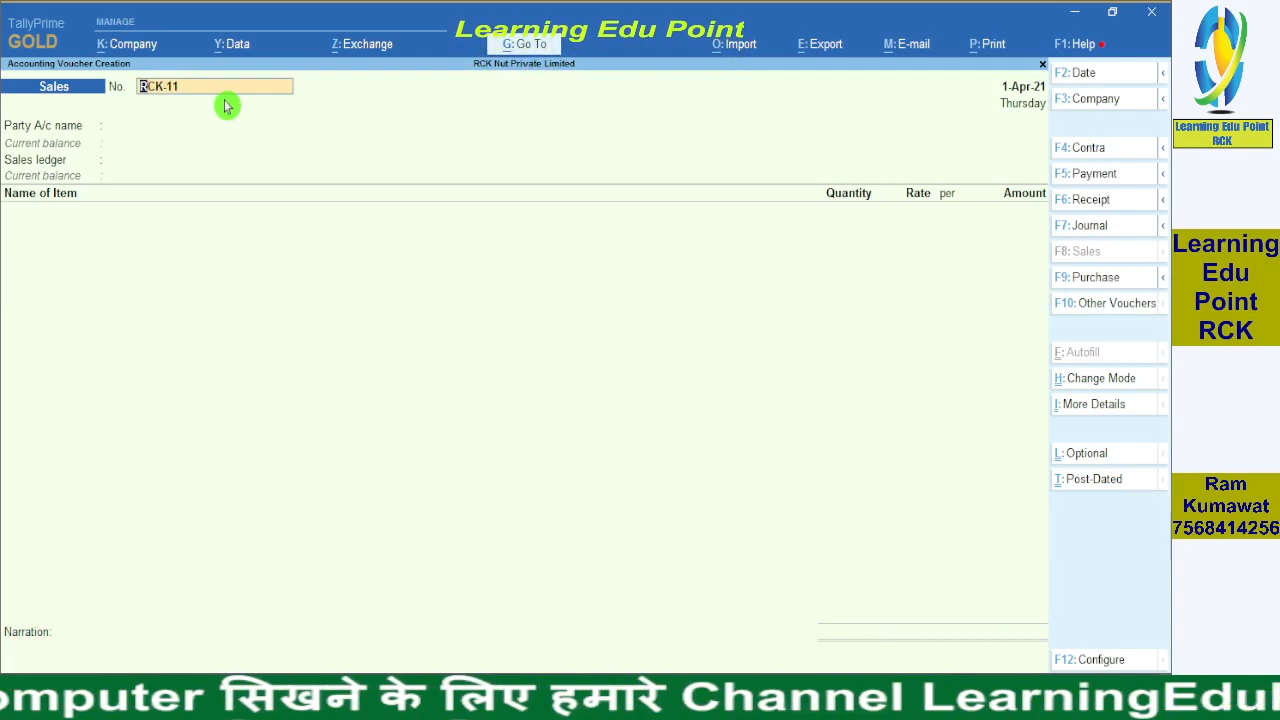 TallyPrime
GOLD
MANAGE
K: Company
Y: Data
Z: Exchange
Learning Edu Point
G: Go To
O: Import
E: Export
M: E-mail
P: Print
F1: Help
Accounting Voucher Creation
RCK Nut Private Limited
Sales
No.
RCK-11
1-Apr-21
Thursday
Party A/c name :
Current balance :
Sales ledger :
Current balance :
Name of Item
Quantity
Rate
per
Amount
Narration:
F2: Date
F3: Company
F4: Contra
F5: Payment
F6: Receipt
F7: Journal
F8: Sales
F9: Purchase
F10: Other Vouchers
E: Autofill
H: Change Mode
I: More Details
L: Optional
T: Post-Dated
F12: Configure
Learning Edu Point
RCK
Learning
Edu
Point
RCK
Ram
Kumawat
7568414256
omputer सिखने के लिए हमारे Channel LearningEdu